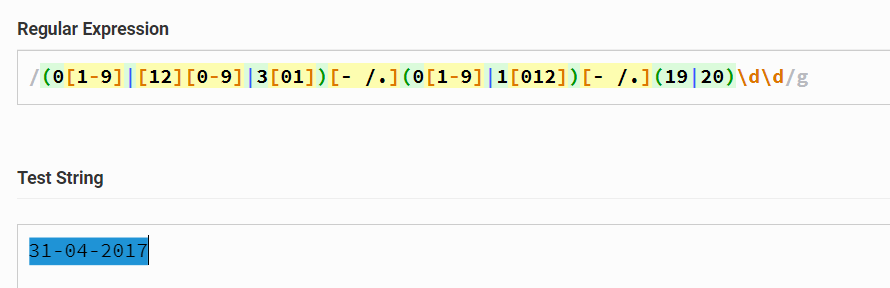 Regular Expression
/(0[1-9]|[12][0-9]|3[01])[- /.](0[1-9]|1[012])[- /.](19|20)\d\d/g
Test String
31-04-2017